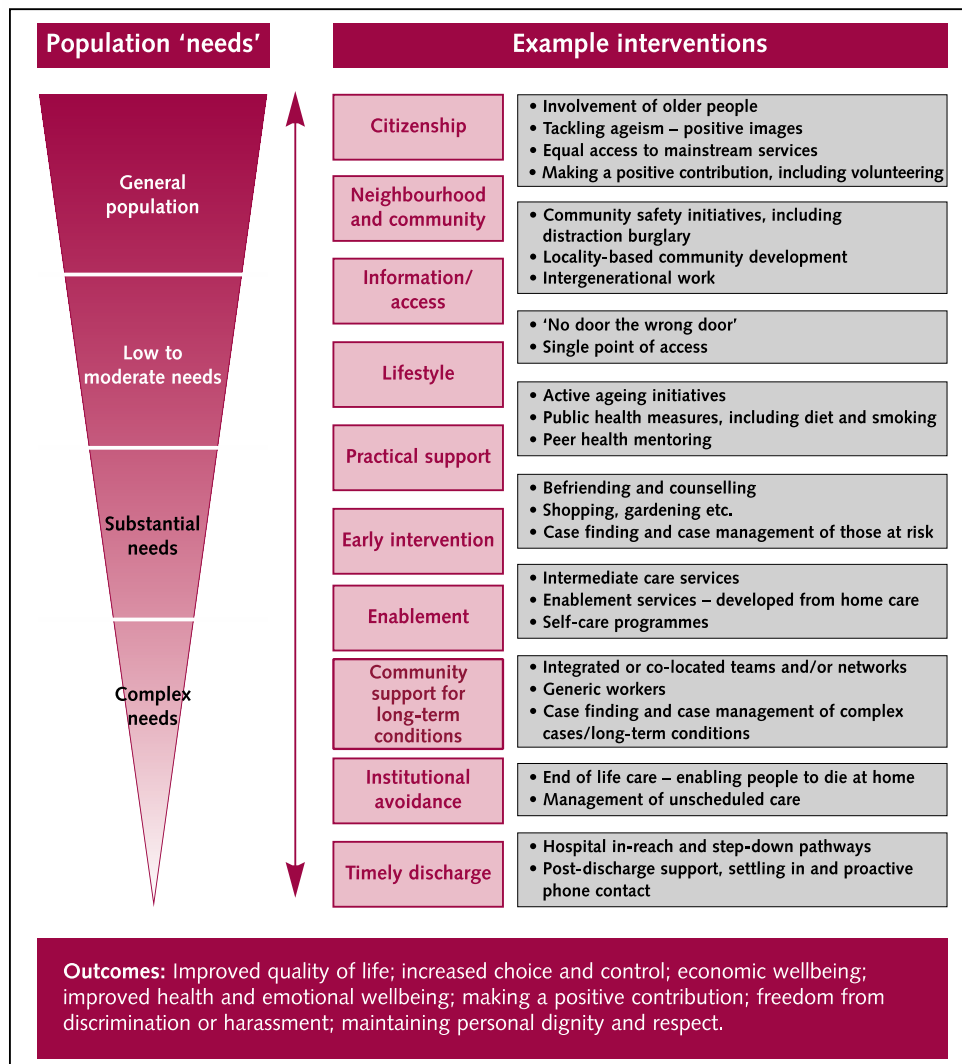 Population ‘needs’
Example interventions
General
population
Low to
moderate needs
Substantial
needs
Complex
needs
Citizenship
• Involvement of older people
• Tackling ageism – positive images
• Equal access to mainstream services
• Making a positive contribution, including volunteering
Neighbourhood
and community
• Community safety initiatives, including
distraction burglary
• Locality-based community development
• Intergenerational work
Information/
access
• ‘No door the wrong door’
• Single point of access
Lifestyle
• Active ageing initiatives
• Public health measures, including diet and smoking
• Peer health mentoring
Practical support
• Befriending and counselling
• Shopping, gardening etc.
• Case finding and case management of those at risk
Early intervention
• Intermediate care services
• Enablement services – developed from home care
• Self-care programmes
Enablement
Community
support for
long-term
conditions
• Integrated or co-located teams and/or networks
• Generic workers
• Case finding and case management of complex
cases/long-term conditions
Institutional
avoidance
• End of life care – enabling people to die at home
• Management of unscheduled care
Timely discharge
• Hospital in-reach and step-down pathways
• Post-discharge support, settling in and proactive
phone contact
Outcomes: Improved quality of life; increased choice and control; economic wellbeing;
improved health and emotional wellbeing; making a positive contribution; freedom from
discrimination or harassment; maintaining personal dignity and respect.